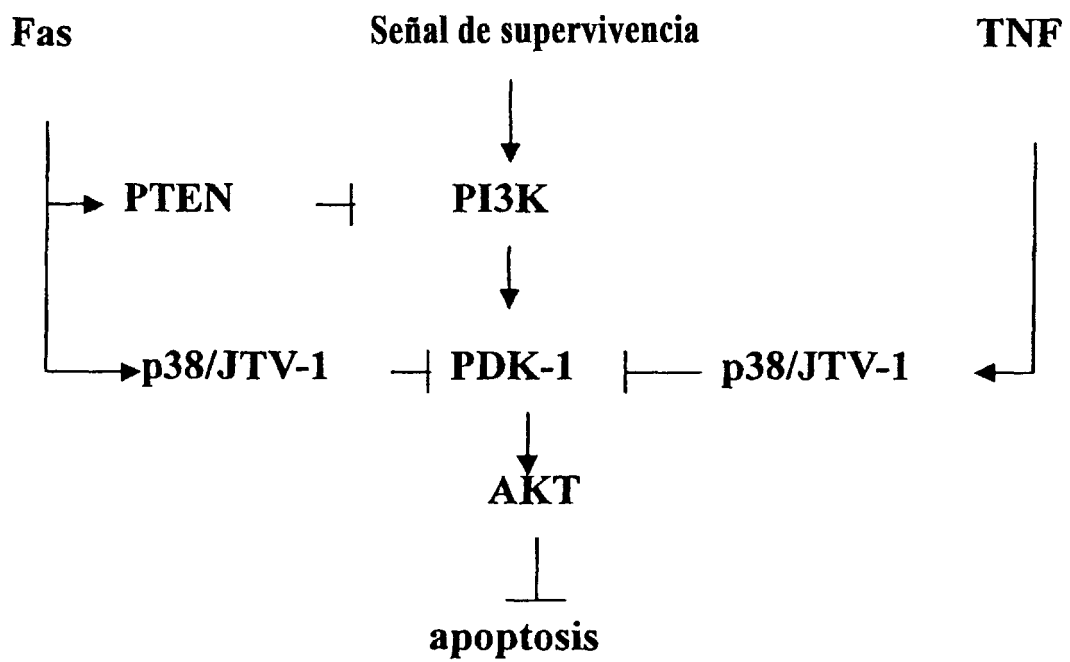 Fas Señal de supervivencia TNF
PTEN PI3K
p38/JTV-1 PDK-1 p38/JTV-1
AKT
apoptosis